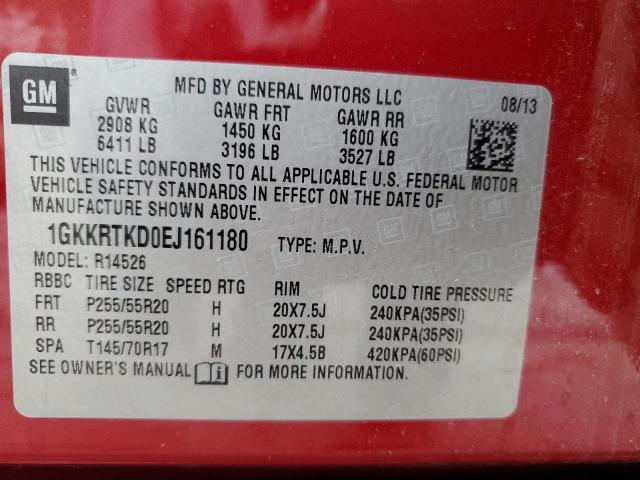 GM ®
MFD BY GENERAL MOTORS LLC
08/13
GVWR GAWR FRT GAWR RR
2908 KG 1450 KG 1600 KG
6411 LB 3196 LB 3527 LB
THIS VEHICLE CONFORMS TO ALL APPLICABLE U.S. FEDERAL MOTOR
VEHICLE SAFETY STANDARDS IN EFFECT ON THE DATE OF
MANUFACTURE SHOWN ABOVE.
1GKKRTKD0EJ161180 TYPE: M.P.V.
MODEL: R14526
RBBC TIRE SIZE SPEED RTG RIM COLD TIRE PRESSURE
FRT P255/55R20 H 20X7.5J 240KPA(35PSI)
RR P255/55R20 H 20X7.5J 240KPA(35PSI)
SPA T145/70R17 M 17X4.5B 420KPA(60PSI)
SEE OWNER'S MANUAL FOR MORE INFORMATION.